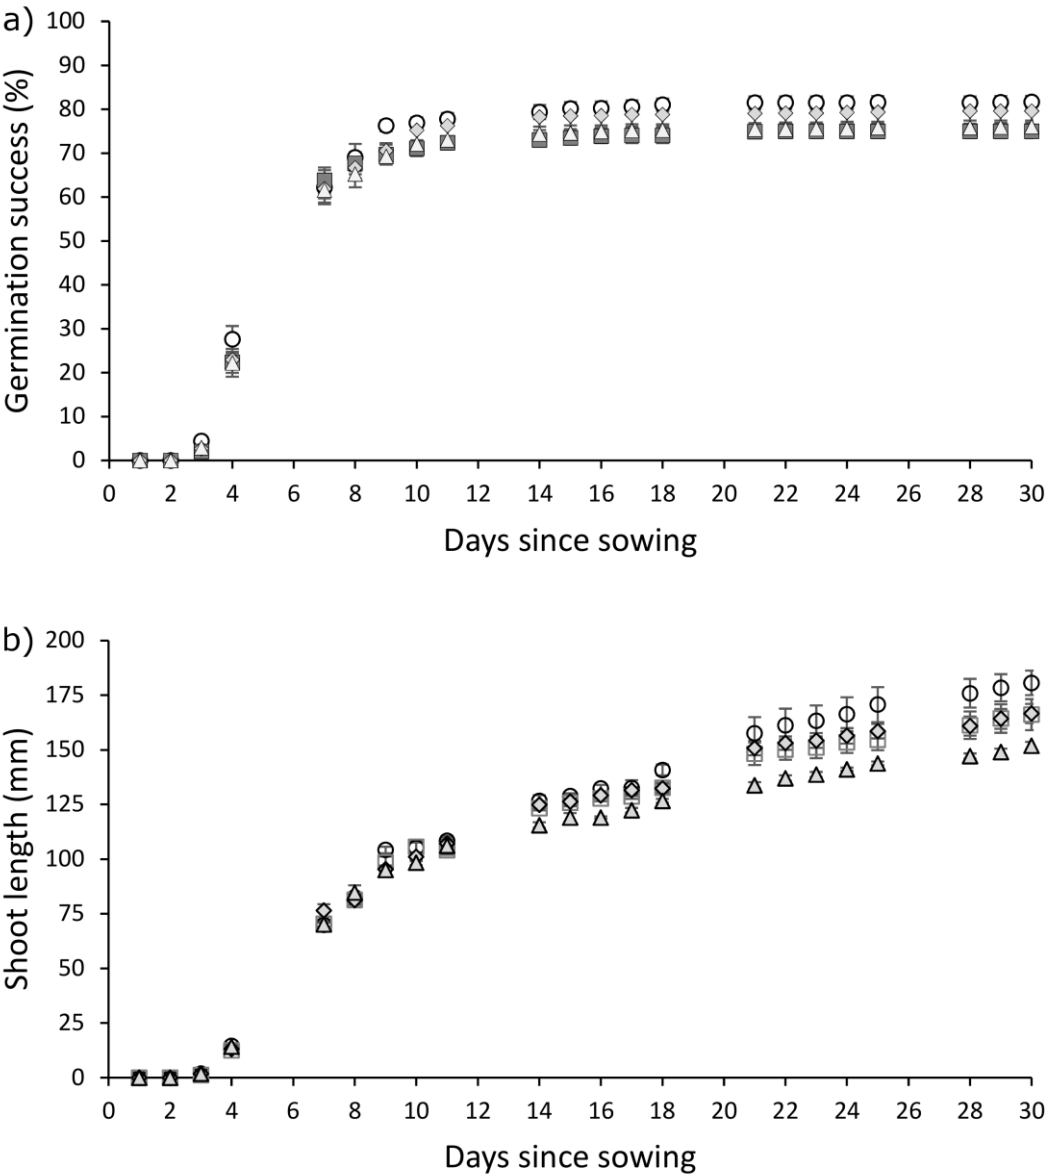 a)
100
90
80
70
60
50
40
30
20
10
0
Germination success (%)
0 2 4 6 8 10 12 14 16 18 20 22 24 26 28 30
Days since sowing
b)
200
175
150
125
100
75
50
25
0
Shoot length (mm)
0 2 4 6 8 10 12 14 16 18 20 22 24 26 28 30
Days since sowing